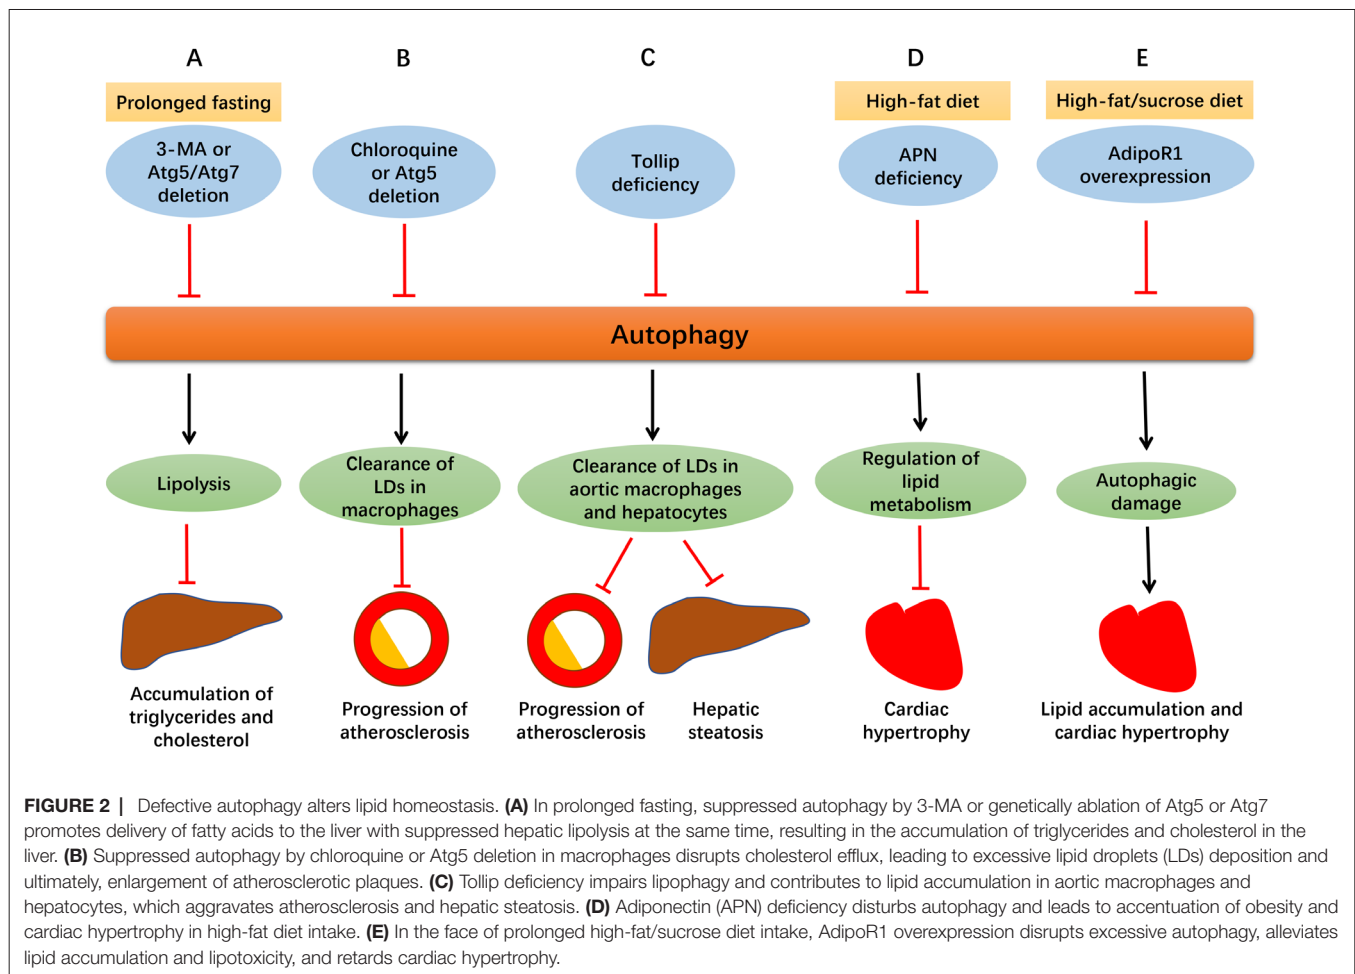 A
B
C
D
E
Prolonged fasting
High-fat diet
High-fat/sucrose diet
3-MA or
Atg5/Atg7
deletion
Chloroquine
or Atg5
deletion
Tollip
deficiency
APN
deficiency
AdipoR1
overexpression
Autophagy
Lipolysis
Clearance of
LDs in
macrophages
Clearance of LDs in
aortic macrophages
and hepatocytes
Regulation of
lipid
metabolism
Autophagic
damage
Accumulation of
triglycerides and
cholesterol
Progression of
atherosclerosis
Progression of
atherosclerosis
Hepatic
steatosis
Cardiac
hypertrophy
Lipid accumulation and
cardiac hypertrophy
FIGURE 2 | Defective autophagy alters lipid homeostasis. (A) In prolonged fasting, suppressed autophagy by 3-MA or genetically ablation of Atg5 or Atg7
promotes delivery of fatty acids to the liver with suppressed hepatic lipolysis at the same time, resulting in the accumulation of triglycerides and cholesterol in the
liver. (B) Suppressed autophagy by chloroquine or Atg5 deletion in macrophages disrupts cholesterol efflux, leading to excessive lipid droplets (LDs) deposition and
ultimately, enlargement of atherosclerotic plaques. (C) Tollip deficiency impairs lipophagy and contributes to lipid accumulation in aortic macrophages and
hepatocytes, which aggravates atherosclerosis and hepatic steatosis. (D) Adiponectin (APN) deficiency disturbs autophagy and leads to accentuation of obesity and
cardiac hypertrophy in high-fat diet intake. (E) In the face of prolonged high-fat/sucrose diet intake, AdipoR1 overexpression disrupts excessive autophagy, alleviates
lipid accumulation and lipotoxicity, and retards cardiac hypertrophy.